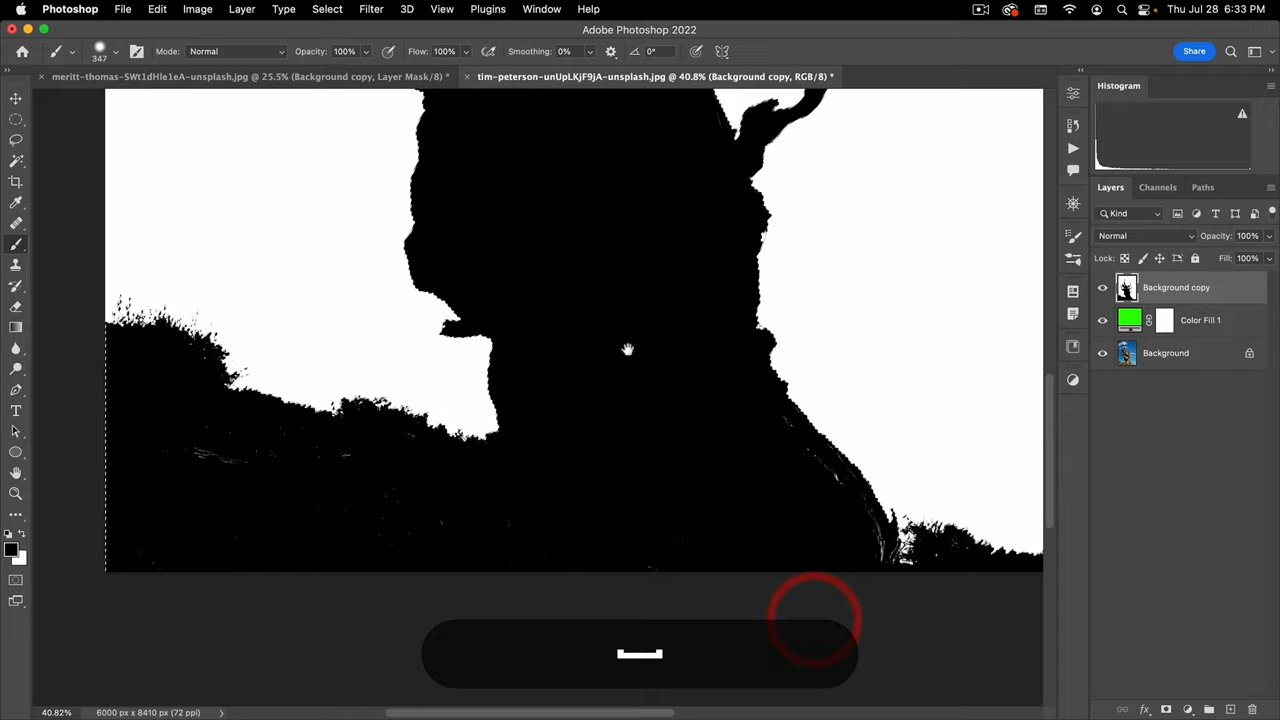 Photoshop File Edit Image Layer Type Select Filter 3D View Plugins Window Help Thu Jul 28 6:33 PM
Adobe Photoshop 2022
347 Mode: Normal Opacity: 100% Flow: 100% Smoothing: 0% 0° Share
meritt-thomas-SWt1dHle1eA-unsplash.jpg @ 25.5% (Background copy, Layer Mask/8) * tim-peterson-unUpLKjF9jA-unsplash.jpg @ 40.8% (Background copy, RGB/8) *
Histogram
Layers Channels Paths
Kind
Normal Opacity: 100%
Lock: Fill: 100%
Background copy
Color Fill 1
Background
40.82% 6000 px x 8410 px (72 ppi)